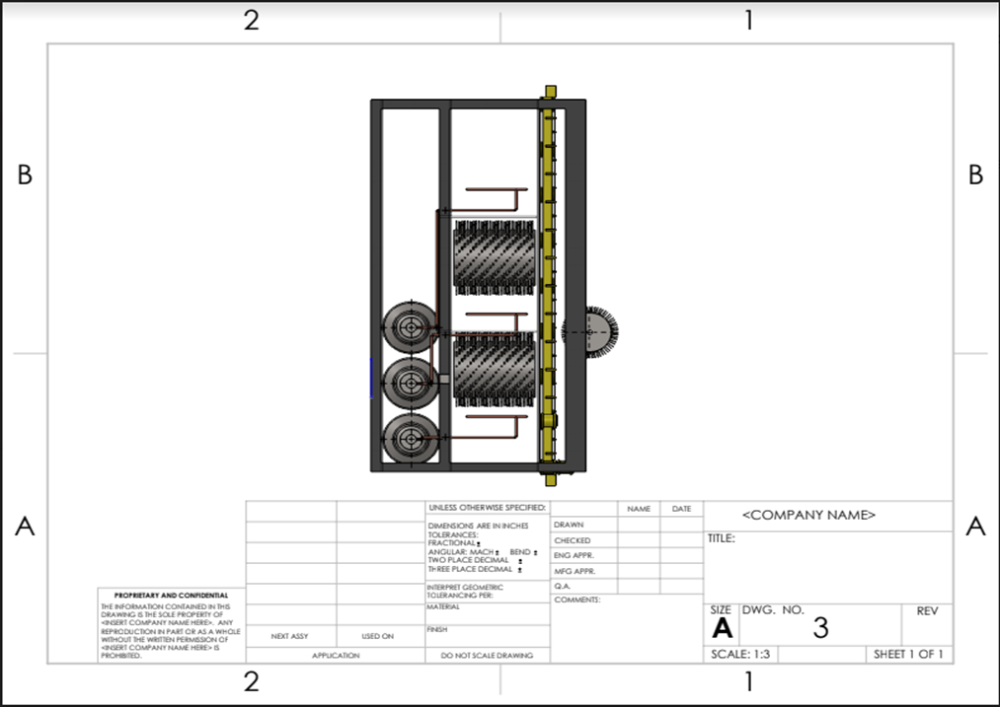 2
1
B
B
A
A
UNLESS OTHERWISE SPECIFIED:
DIMENSIONS ARE IN INCHES
TOLERANCES:
FRACTIONAL ±
ANGULAR: MACH ± BEND ±
TWO PLACE DECIMAL ±
THREE PLACE DECIMAL ±
INTERPRET GEOMETRIC
TOLERANCING PER:
MATERIAL
FINISH
DO NOT SCALE DRAWING
NAME
DATE
DRAWN
CHECKED
ENG APPR.
MFG APPR.
Q.A.
COMMENTS:
<COMPANY NAME>
TITLE:
SIZE
A
DWG. NO.
3
REV
SCALE: 1:3
SHEET 1 OF 1
PROPRIETARY AND CONFIDENTIAL
THE INFORMATION CONTAINED IN THIS
DRAWING IS THE SOLE PROPERTY OF
<INSERT COMPANY NAME HERE>. ANY
REPRODUCTION IN PART OR AS A WHOLE
WITHOUT THE WRITTEN PERMISSION OF
<INSERT COMPANY NAME HERE> IS
PROHIBITED.
NEXT ASSY
USED ON
APPLICATION
2
1